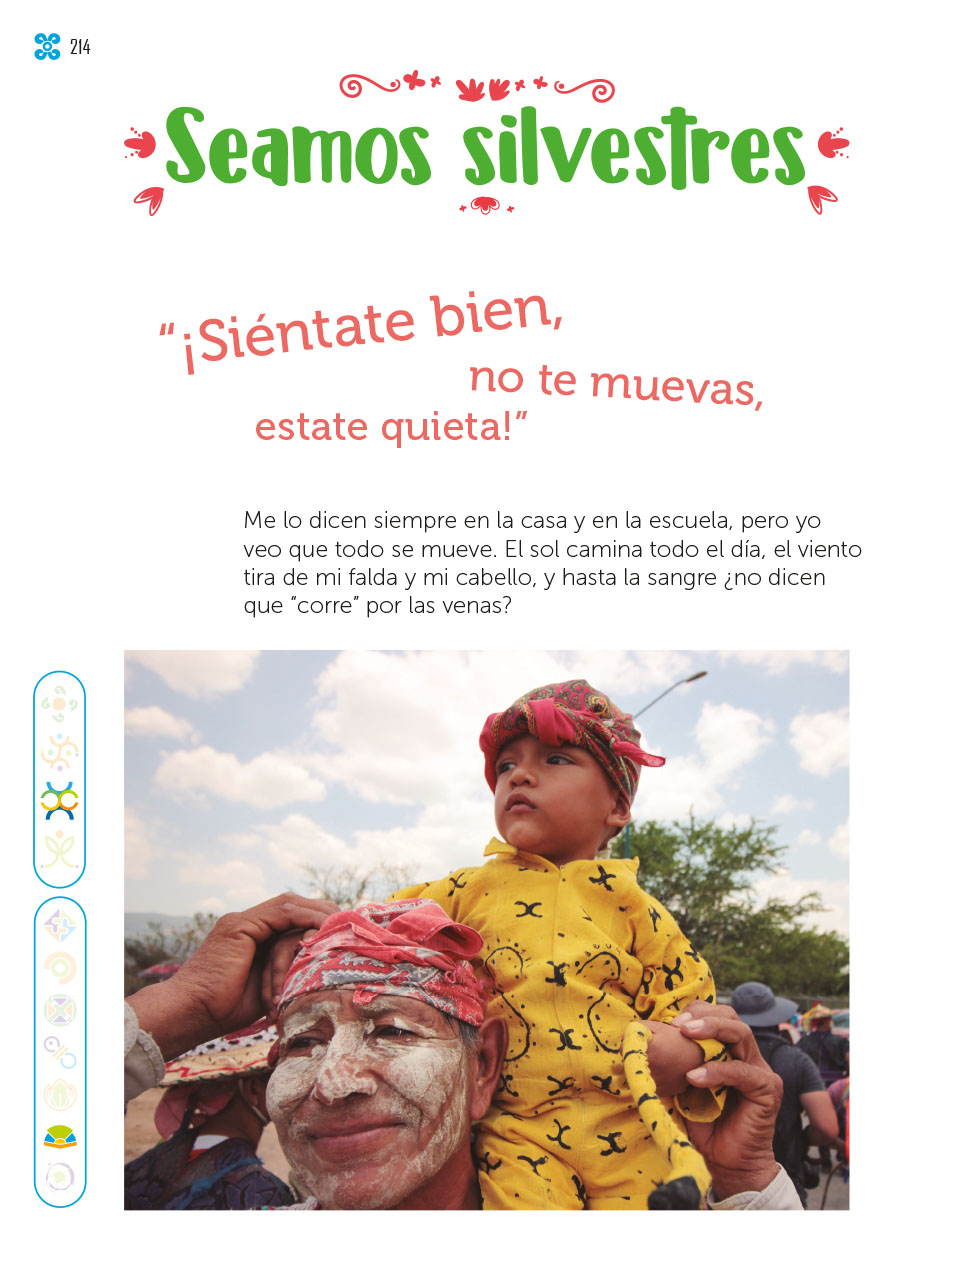 214
Seamos silvestres
“¡Siéntate bien,
no te muevas,
estate quieta!”
Me lo dicen siempre en la casa y en la escuela, pero yo
veo que todo se mueve. El sol camina todo el día, el viento
tira de mi falda y mi cabello, y hasta la sangre ¿no dicen
que “corre” por las venas?